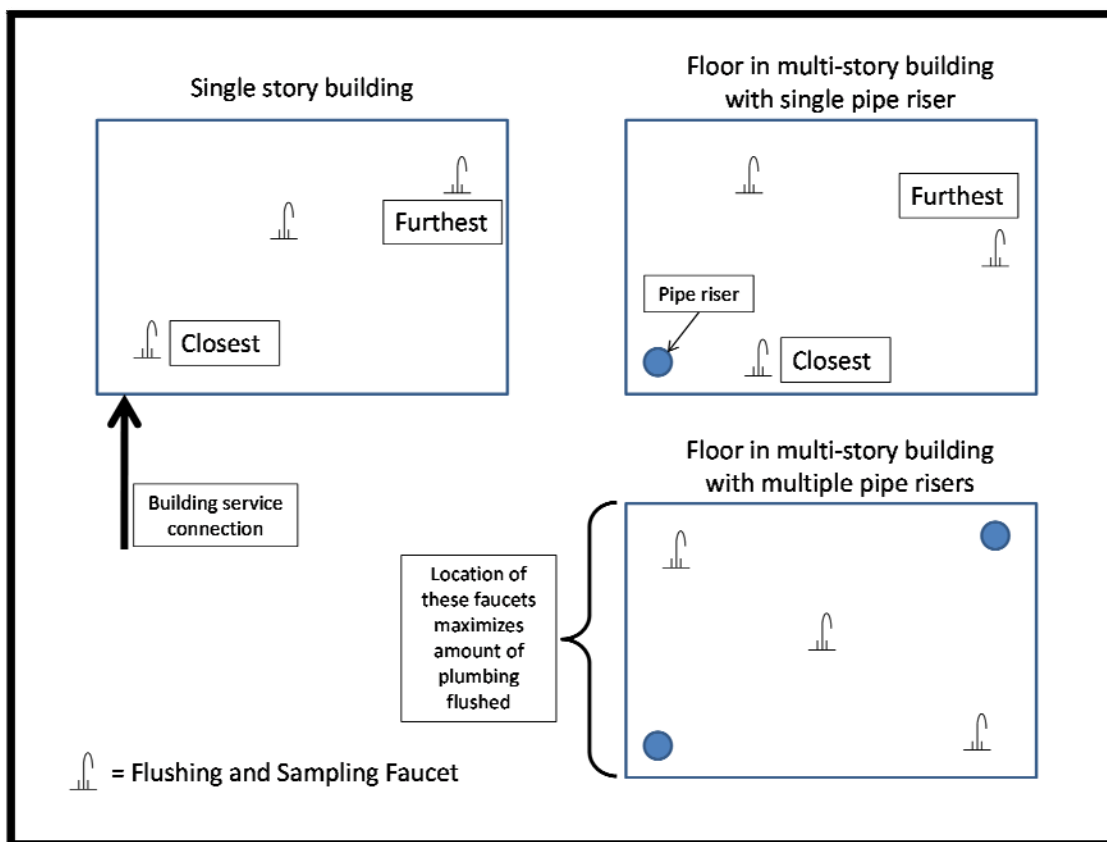 Single story building
Furthest
Closest
Building service
connection
Floor in multi-story building
with single pipe riser
Furthest
Pipe riser
Closest
Floor in multi-story building
with multiple pipe risers
Location of
these faucets
maximizes
amount of
plumbing
flushed
= Flushing and Sampling Faucet